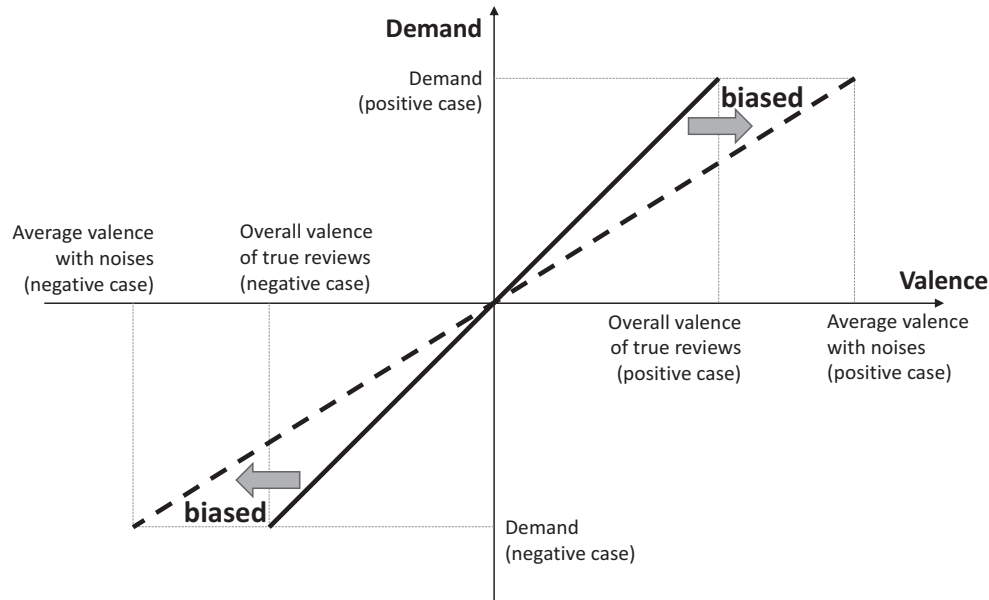 Demand
Demand
(positive case)
biased
Average valence
with noises
(negative case)
Overall valence
of true reviews
(negative case)
Valence
Overall valence
of true reviews
(positive case)
Average valence
with noises
(positive case)
biased
Demand
(negative case)